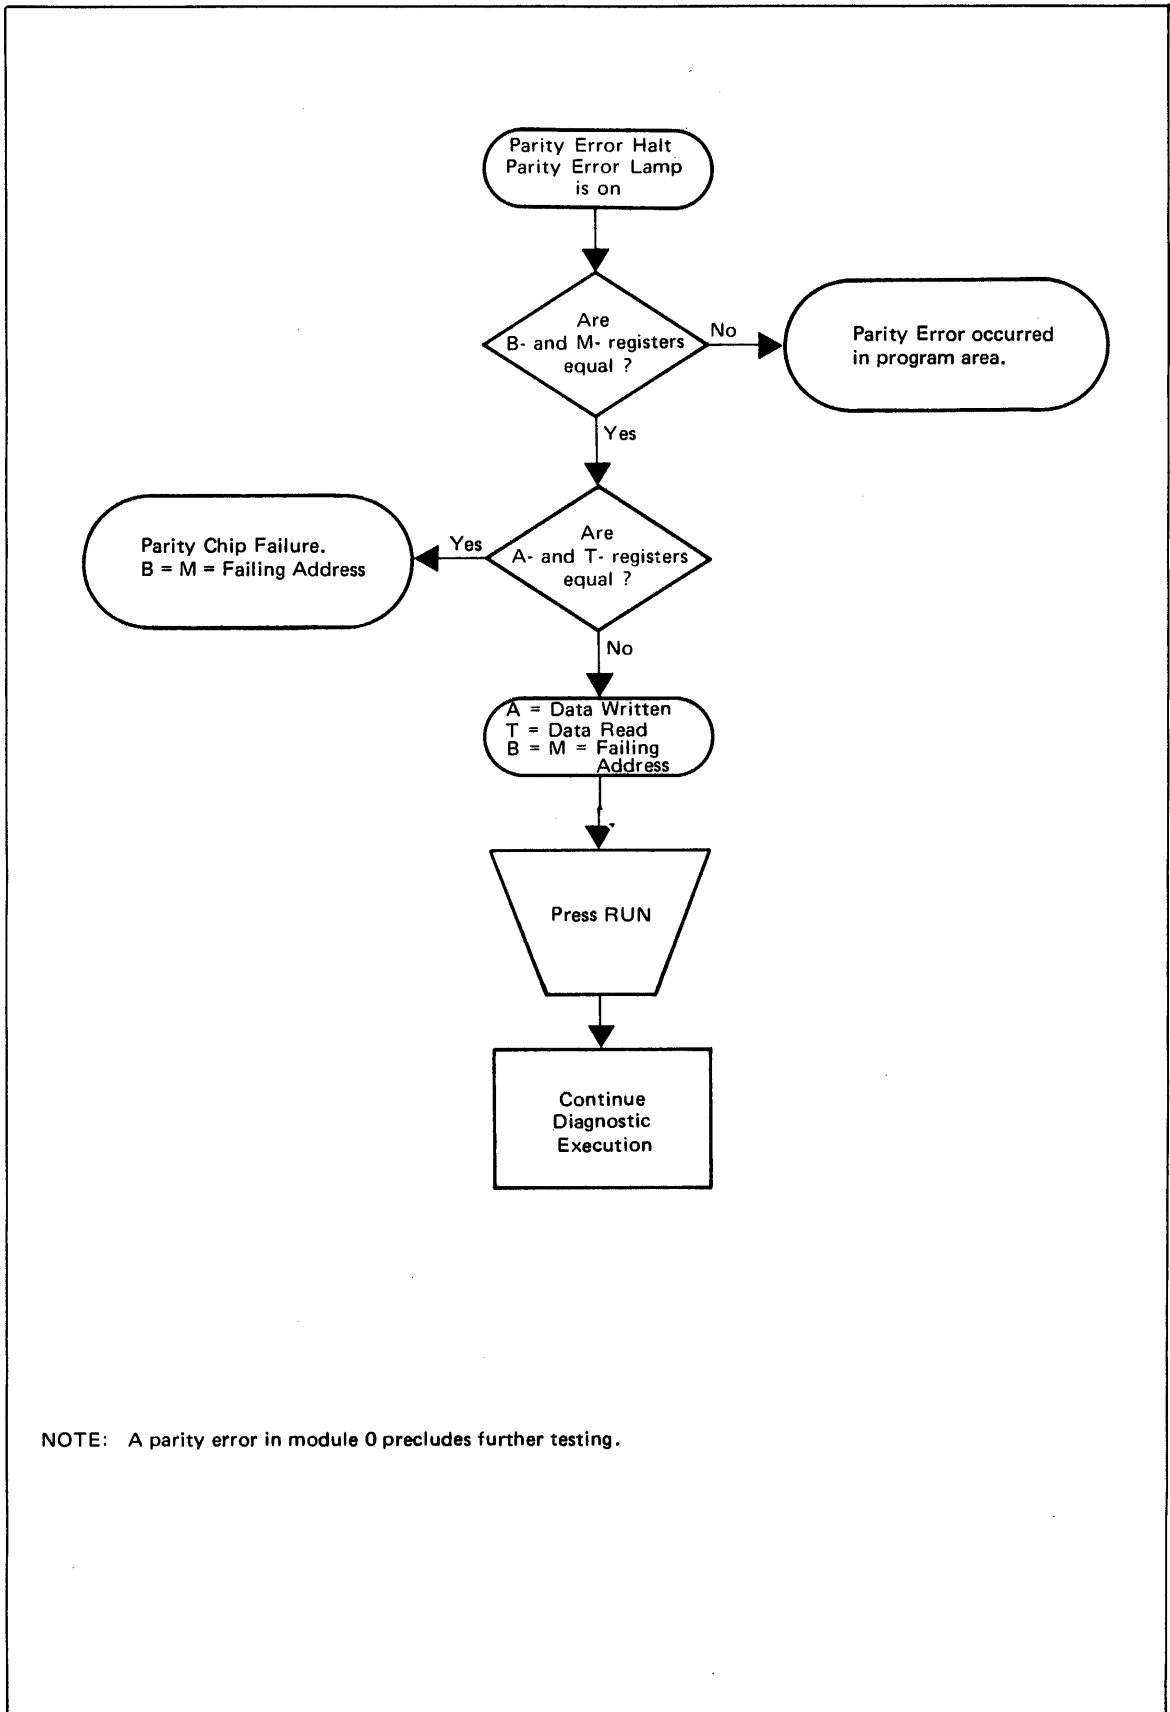 Parity Error Halt
Parity Error Lamp
is on
Are
B- and M- registers
equal ?
No
Parity Error occurred
in program area.
Yes
Are
A- and T- registers
equal ?
Yes
Parity Chip Failure.
B = M = Failing Address
No
A = Data Written
T = Data Read
B = M = Failing
Address
Press RUN
Continue
Diagnostic
Execution
NOTE: A parity error in module 0 precludes further testing.